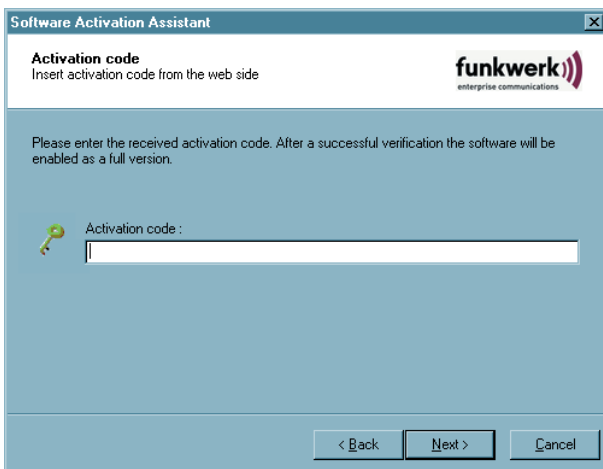 Software Activation Assistant
Activation code
Insert activation code from the web side
funkwerk
enterprise communications
Please enter the received activation code. After a successful verification the software will be
enabled as a full version.
Activation code :
< Back Next > Cancel